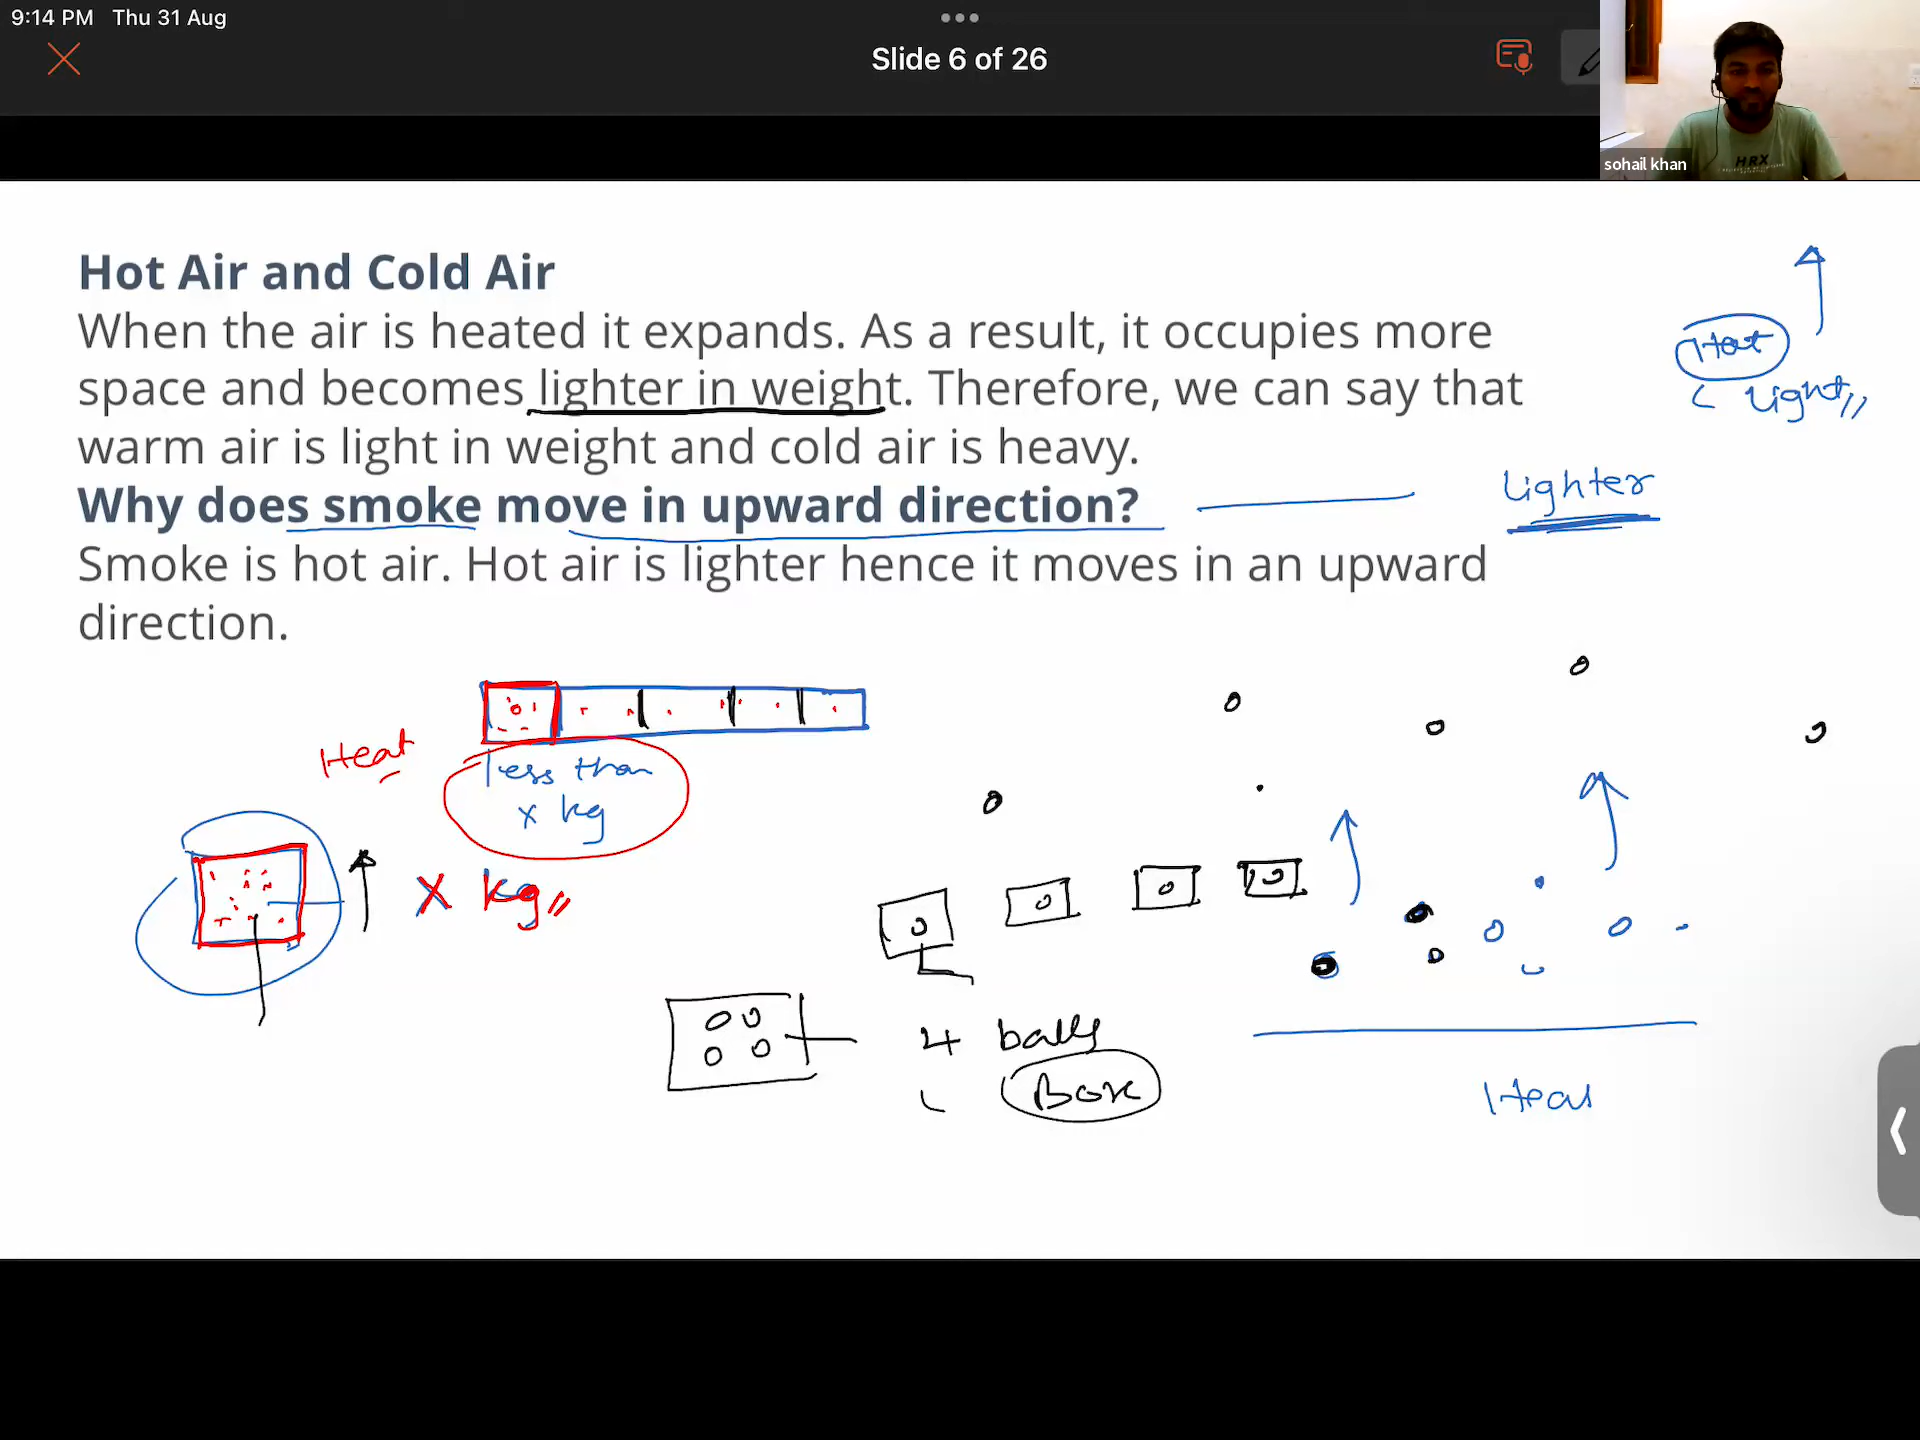 9:14 PM Thu 31 Aug
Slide 6 of 26
HRX
sohail khan
Hot Air and Cold Air
When the air is heated it expands. As a result, it occupies more
space and becomes lighter in weight. Therefore, we can say that
warm air is light in weight and cold air is heavy.
Why does smoke move in upward direction?
Smoke is hot air. Hot air is lighter hence it moves in an upward
direction.
Hot
Light
Lighter
Heat
less than
x kg
X kg
4 balls
Box
Heat